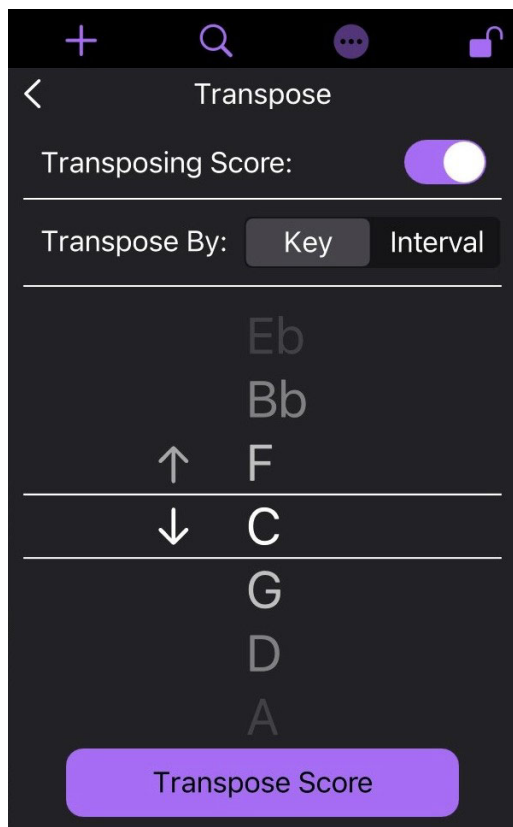 Transpose
Transposing Score:
Transpose By: Key Interval
Eb
Bb
↑ F
↓ C
G
D
A
Transpose Score